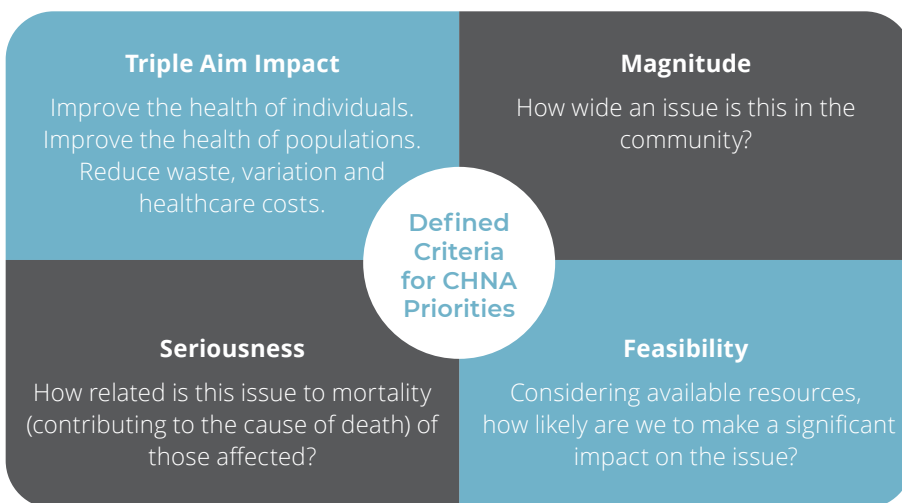 Triple Aim Impact
Improve the health of individuals.
Improve the health of populations.
Reduce waste, variation and
healthcare costs.
Magnitude
How wide an issue is this in the
community?
Defined
Criteria
for CHNA
Priorities
Seriousness
How related is this issue to mortality
(contributing to the cause of death) of
those affected?
Feasibility
Considering available resources,
how likely are we to make a significant
impact on the issue?